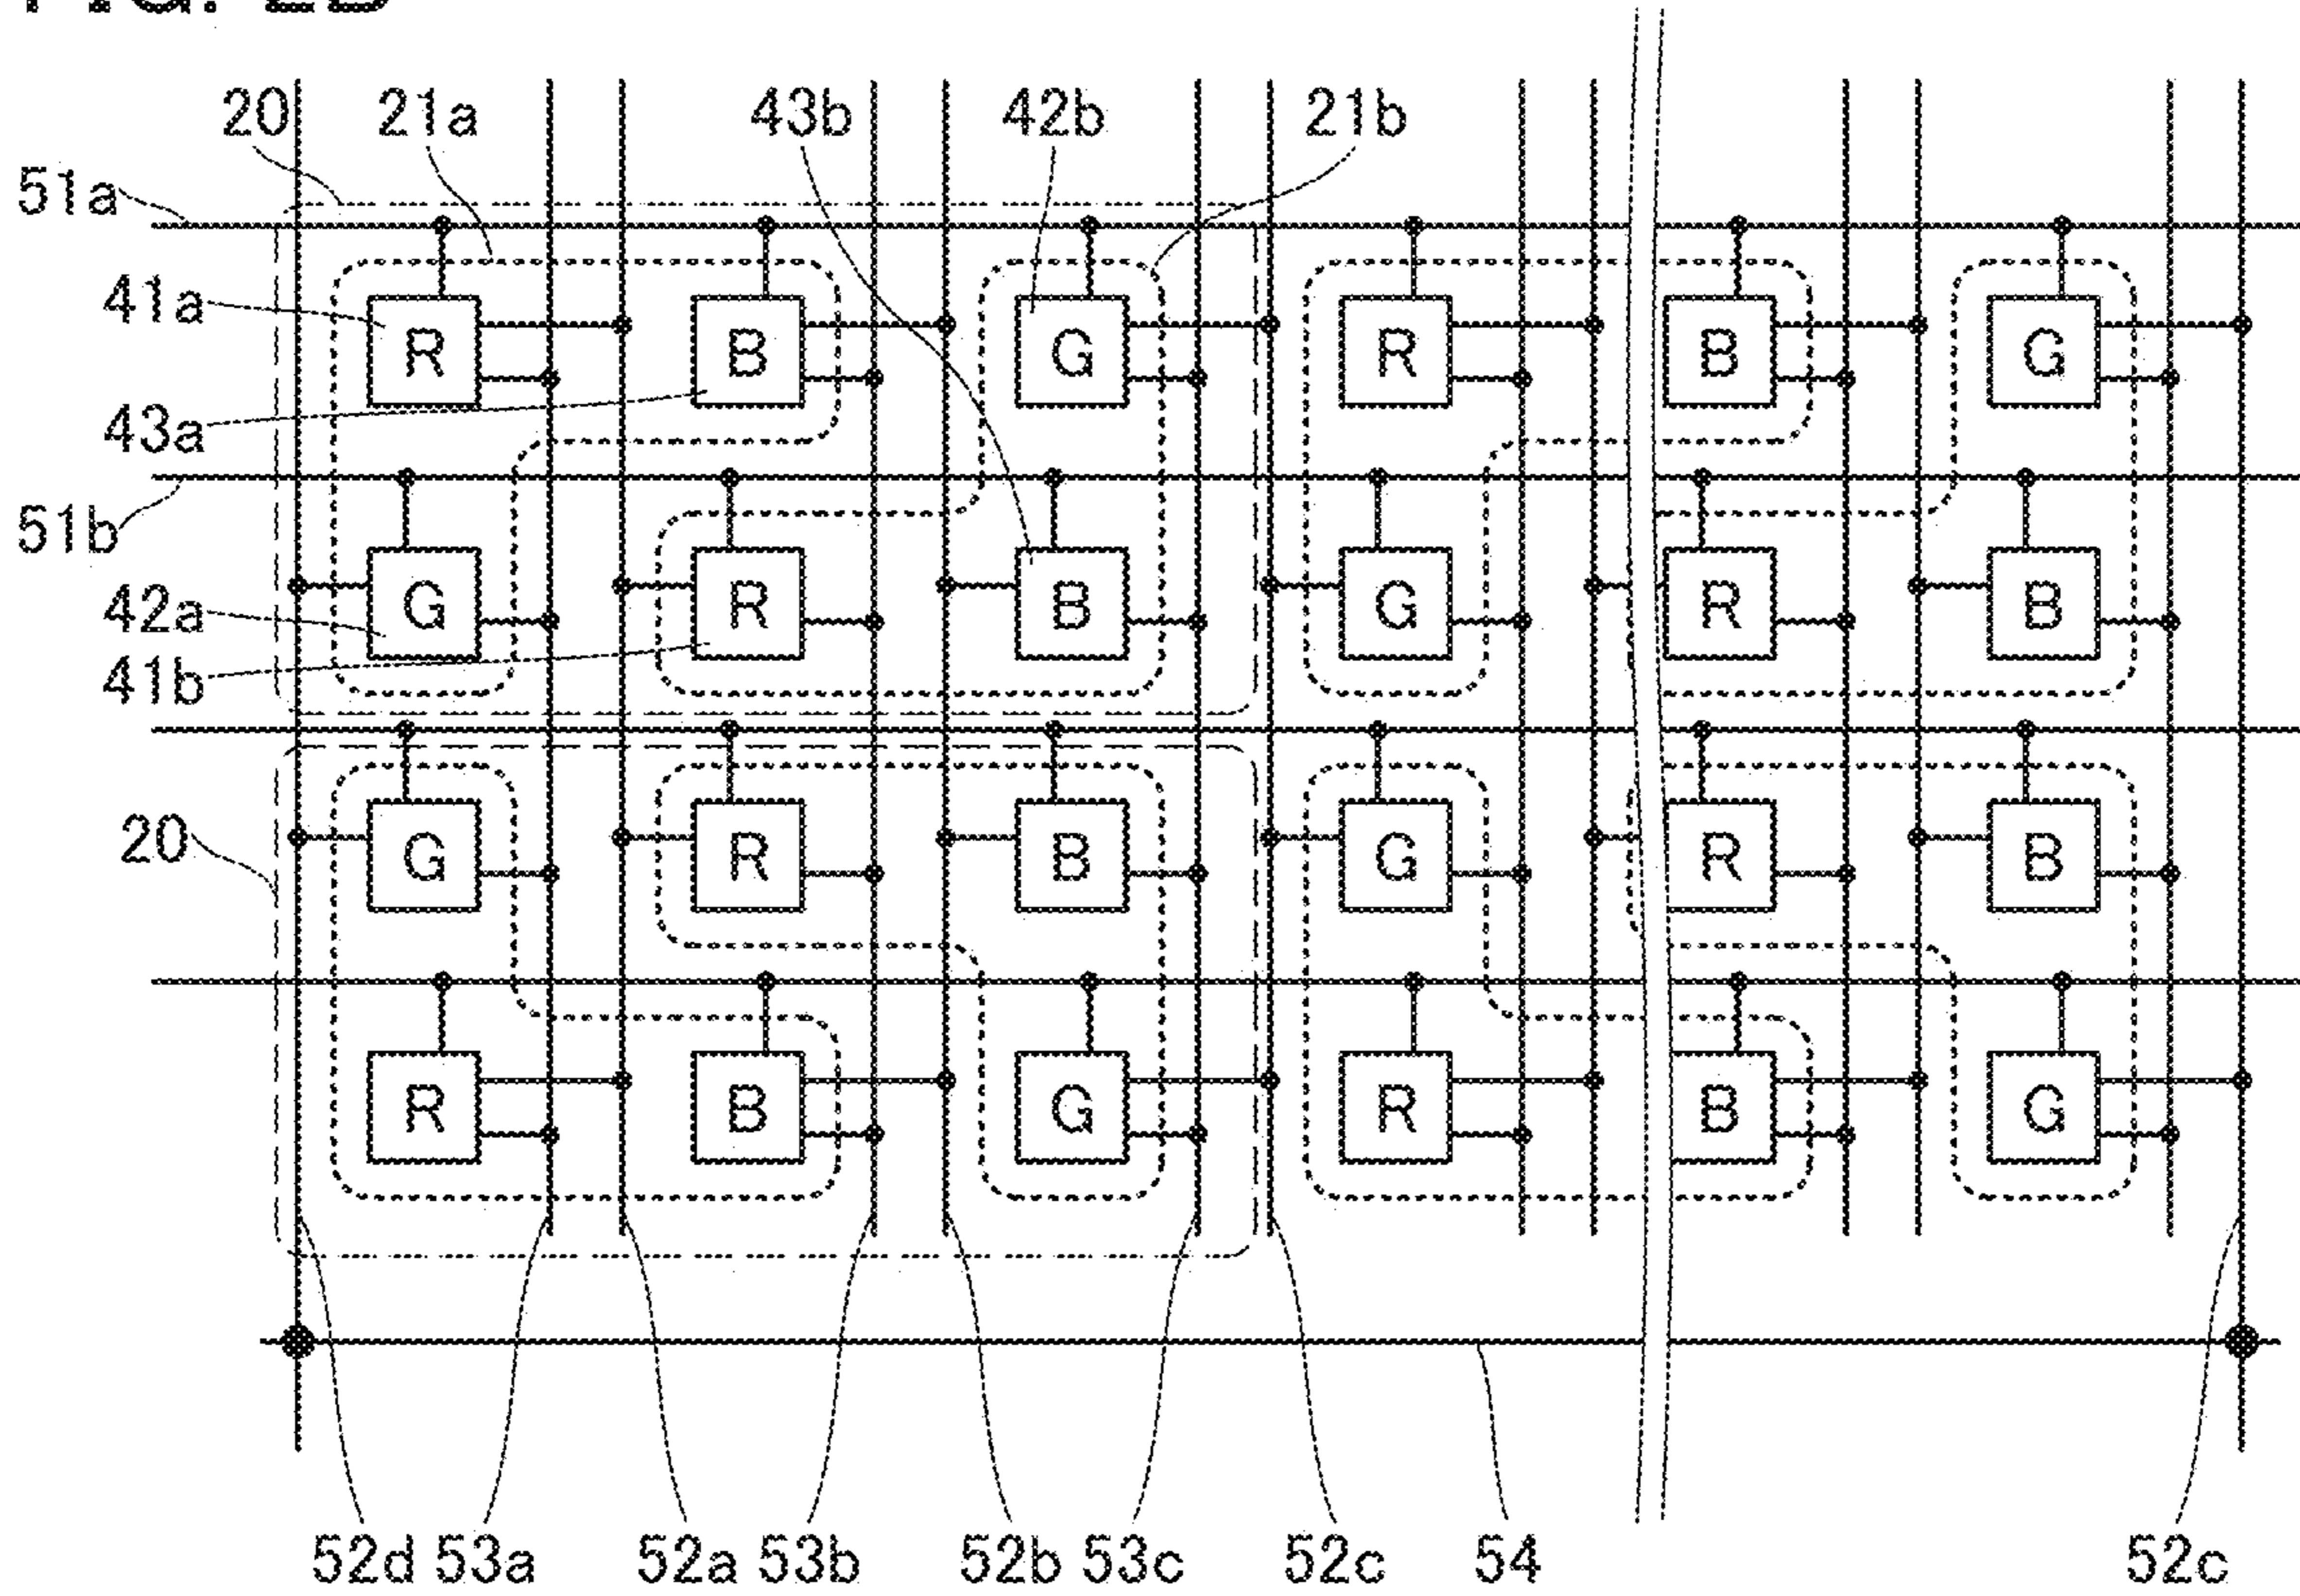 20 21a 43b 42b 21b
51a
41a R B G R B G
43a
51b
42a G R B G R B
41b
20 G R B G R B
R B G R B G
52d 53a 52a 53b 52b 53c 52c 54 52c